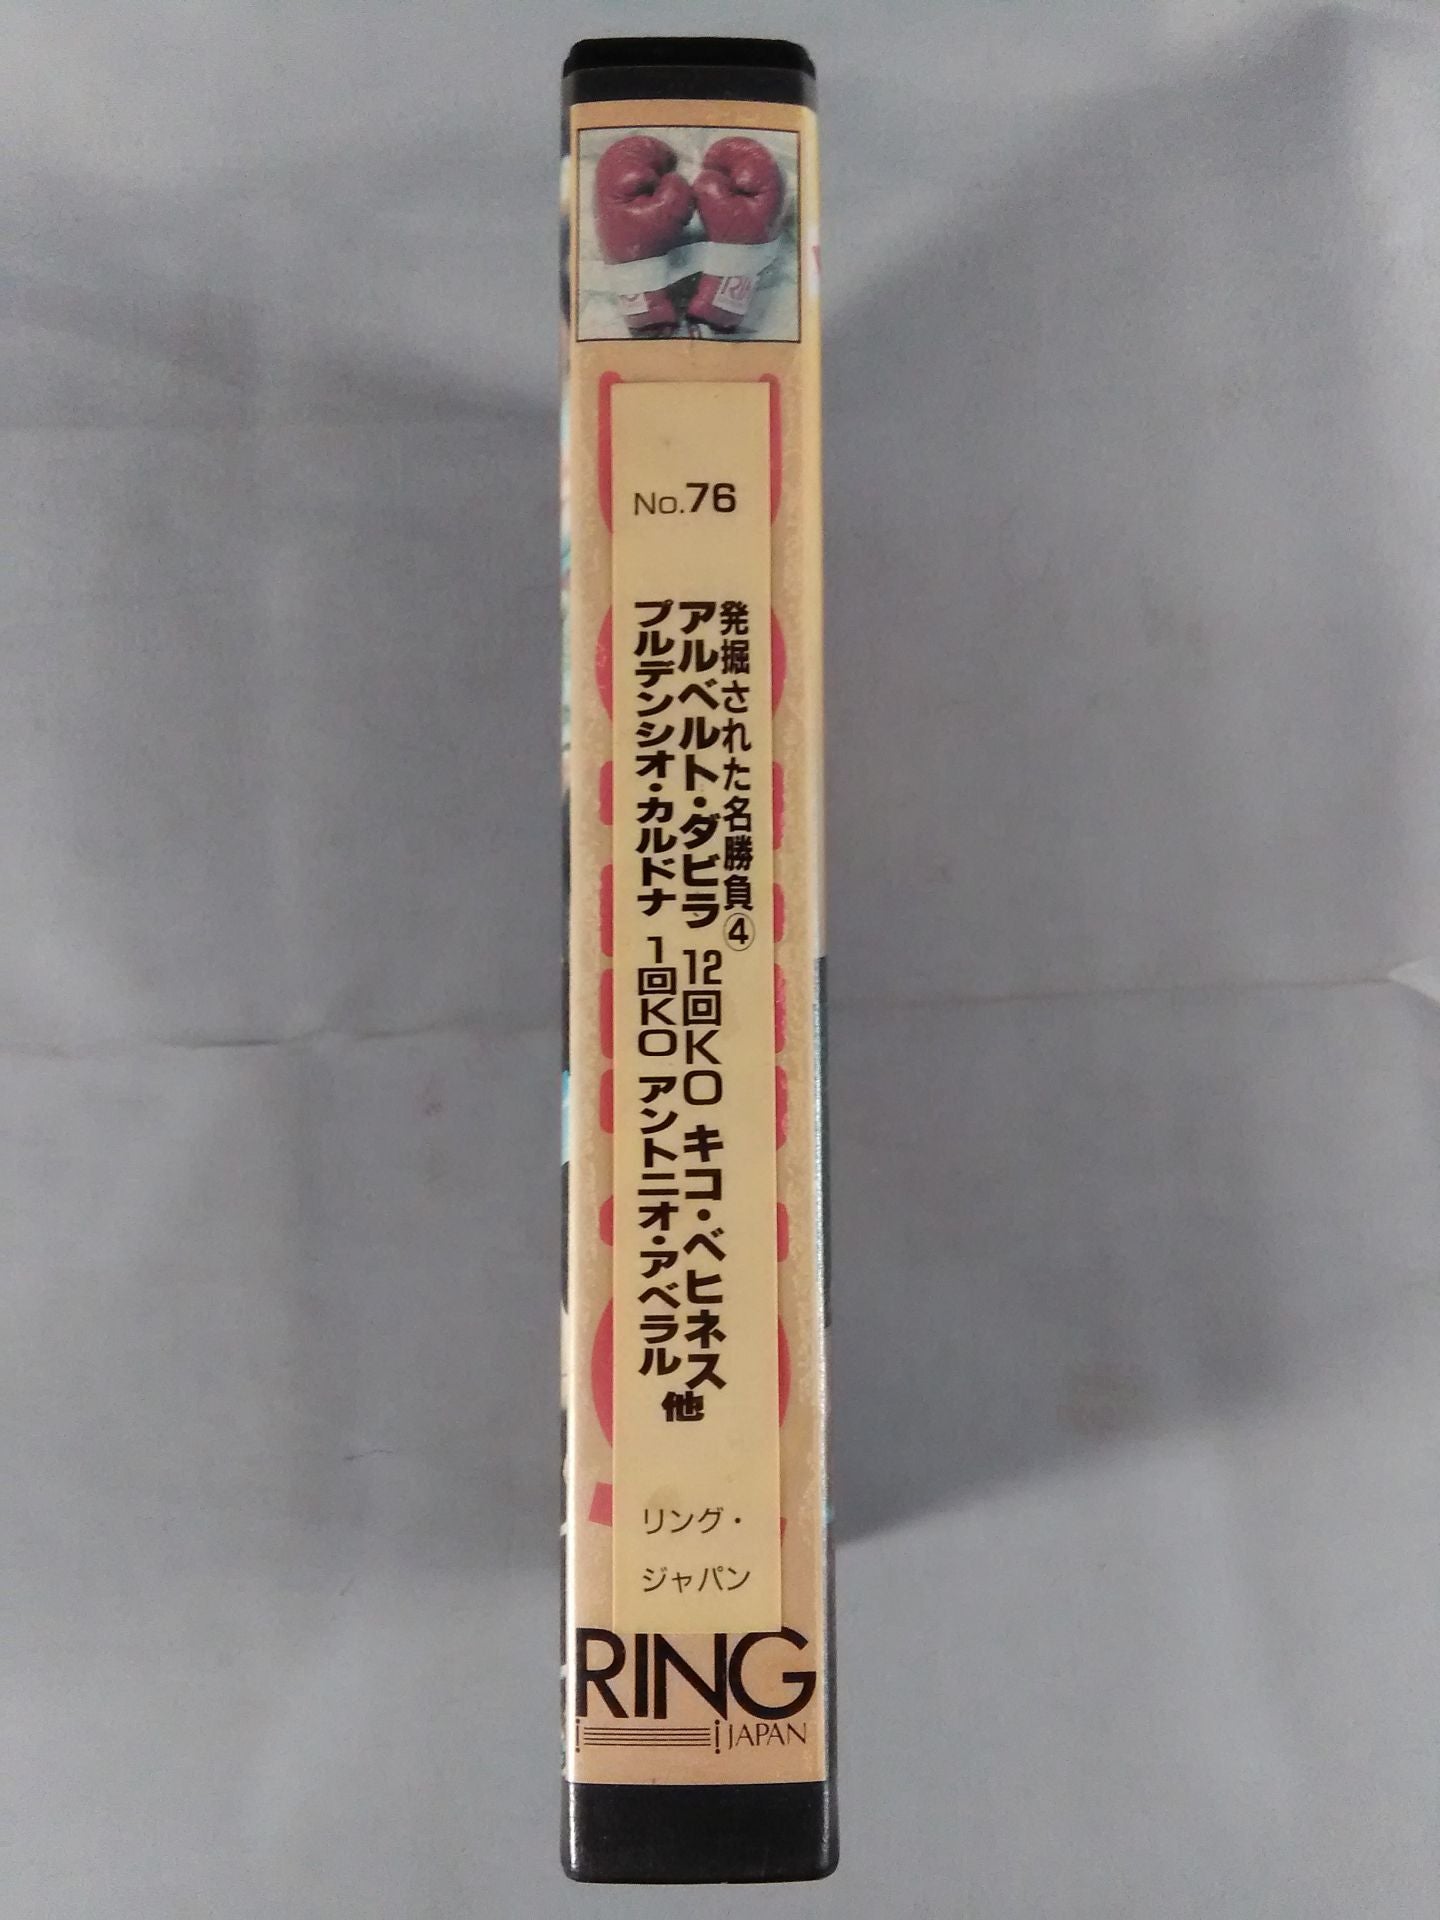 No.76
発掘された名勝負④
アルベルト・ダビラ 12回KO キコ・ベヒネス
プルデンシオ・カルドナ 1回KO アントニオ・アベラル
他
リング・
ジャパン
RING
JAPAN